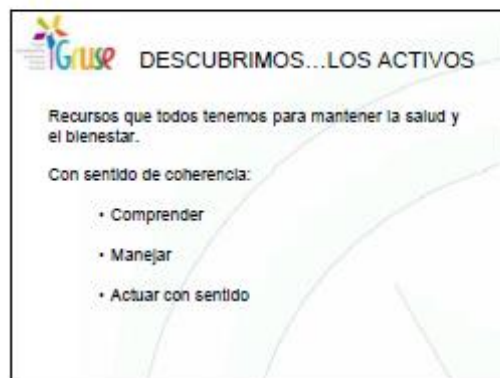 Gruse
DESCUBRIMOS...LOS ACTIVOS
Recursos que todos tenemos para mantener la salud y
el bienestar.
Con sentido de coherencia:
• Comprender
• Manejar
• Actuar con sentido